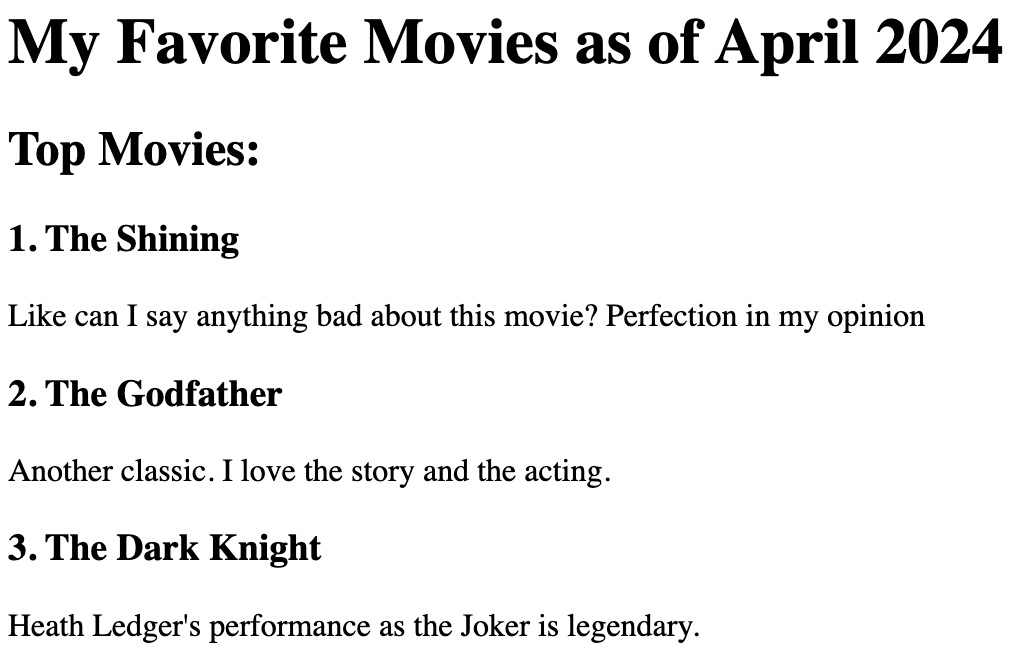 My Favorite Movies as of April 2024
Top Movies:
1. The Shining
Like can I say anything bad about this movie? Perfection in my opinion
2. The Godfather
Another classic. I love the story and the acting.
3. The Dark Knight
Heath Ledger's performance as the Joker is legendary.